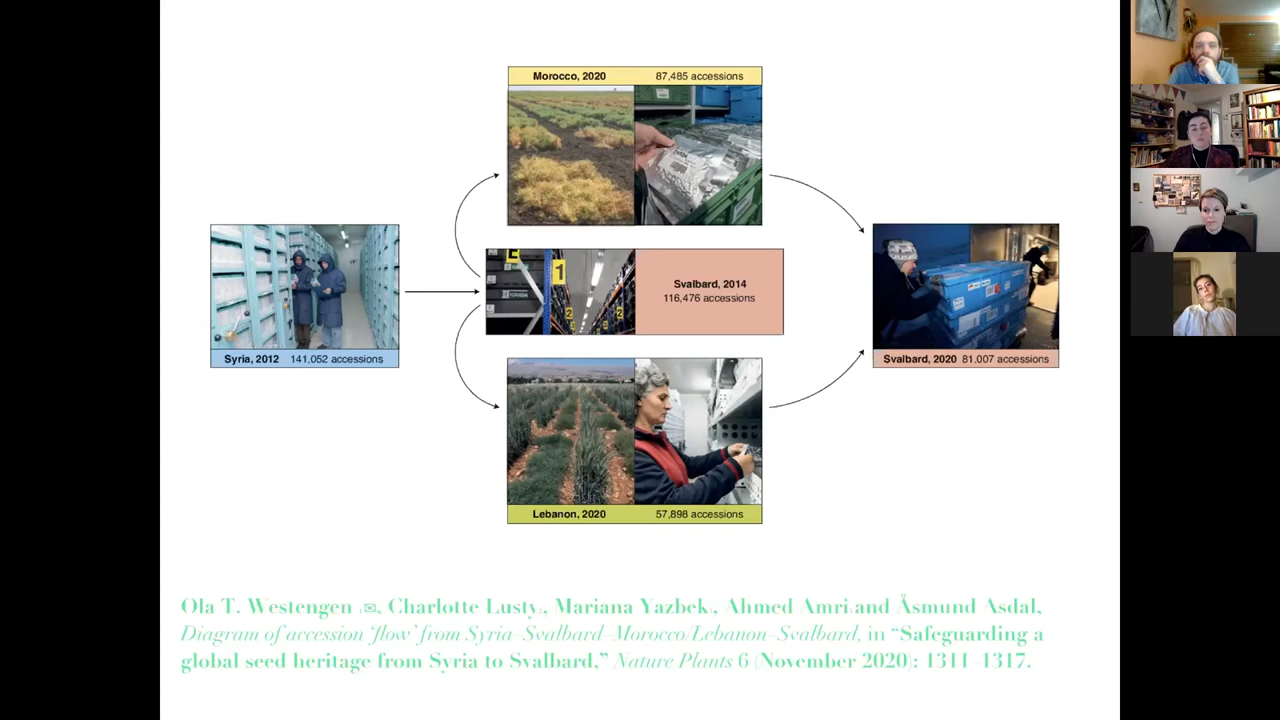 Morocco, 2020 87,485 accessions
Syria, 2012 141,052 accessions
1
2
2
Svalbard, 2014
116,476 accessions
Svalbard, 2020 81,007 accessions
Lebanon, 2020 57,898 accessions
Ola T. Westengen ✉, Charlotte Lusty, Mariana Yazbek, Ahmed Amri and Åsmund Asdal,
Diagram of accession ‘flow’ from Syria–Svalbard–Morocco/Lebanon–Svalbard, in “Safeguarding a
global seed heritage from Syria to Svalbard,” Nature Plants 6 (November 2020): 1311–1317.